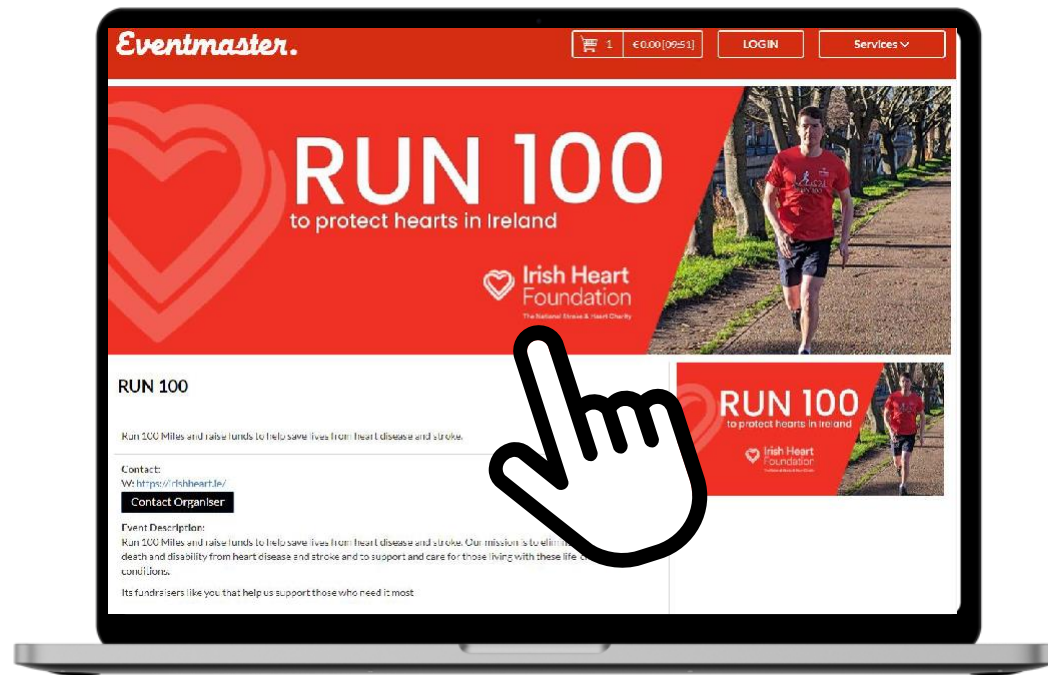 Eventmaster.
1 €0.00 [09:51] LOGIN Services
RUN 100
to protect hearts in Ireland
Irish Heart
Foundation
The National Stroke & Heart Charity
RUN 100
Run 100 Miles and raise funds to help save lives from heart disease and stroke.
Contact:
W: https://irishheart.ie/
Contact Organiser
Event Description:
Run 100 Miles and raise funds to help save lives from heart disease and stroke. Our mission is to
death and disability from heart disease and stroke and to support and care for those living with these
conditions.
Its fundraisers like you that help us support those who need it most
RUN 100
to protect hearts in Ireland
Irish Heart
Foundation